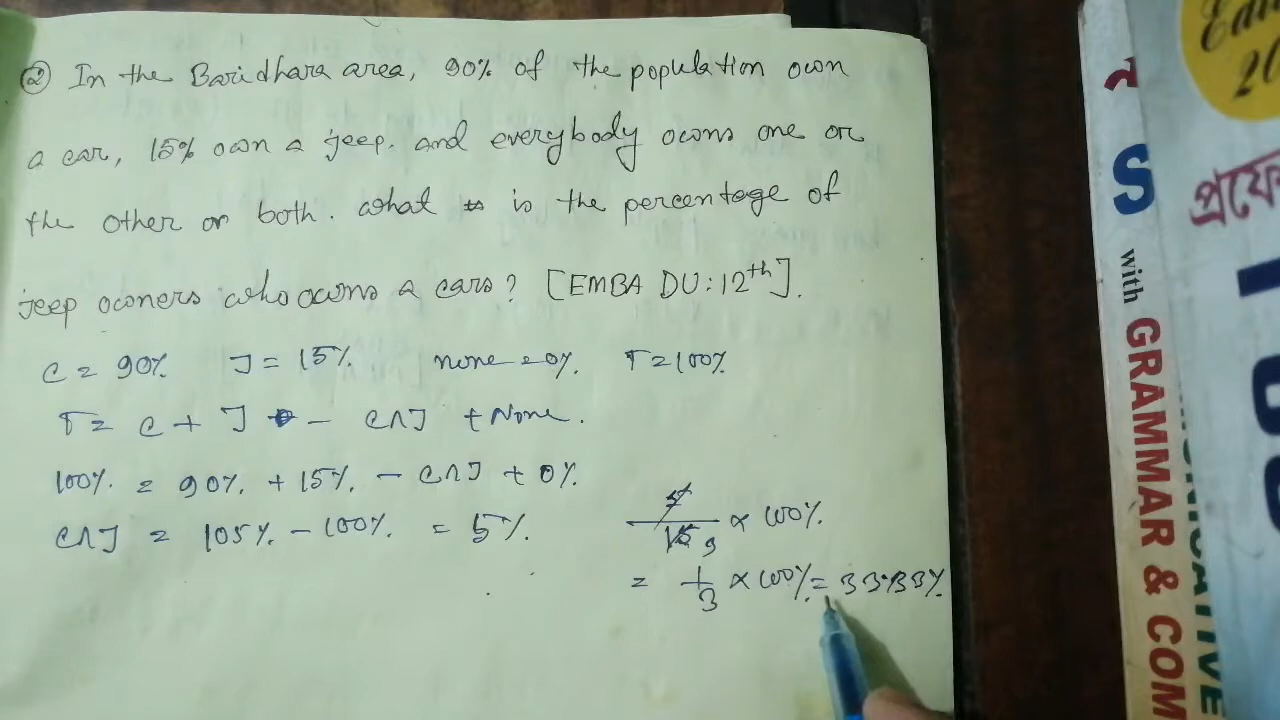 ② In the Baridhara area, 90% of the population own
a car, 15% own a jeep. and everybody owns one or
the other or both. what is the percentage of
jeep owners who owns a cars? [EMBA DU: 12th].
C = 90% J = 15% none = 0% T = 100%
T = C + J - C∩J + None.
100% = 90% + 15% - C∩J + 0%
C∩J = 105% - 100% = 5%
5/15 3 × 100%
= 1/3 × 100% = 33.33%
S with GRAMMAR & COM
প্রফে